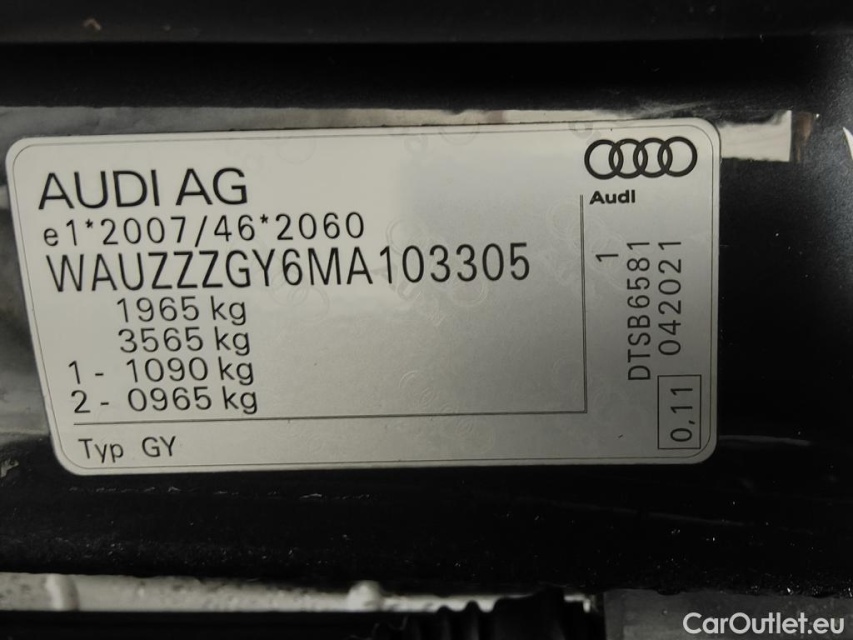 AUDI AG
Audi
e1*2007/46*2060
WAUZZZGY6MA103305
1965 kg
3565 kg
1 - 1090 kg
2 - 0965 kg
Typ GY
1
DTSB6581
042021
0,11
CarOutlet.eu